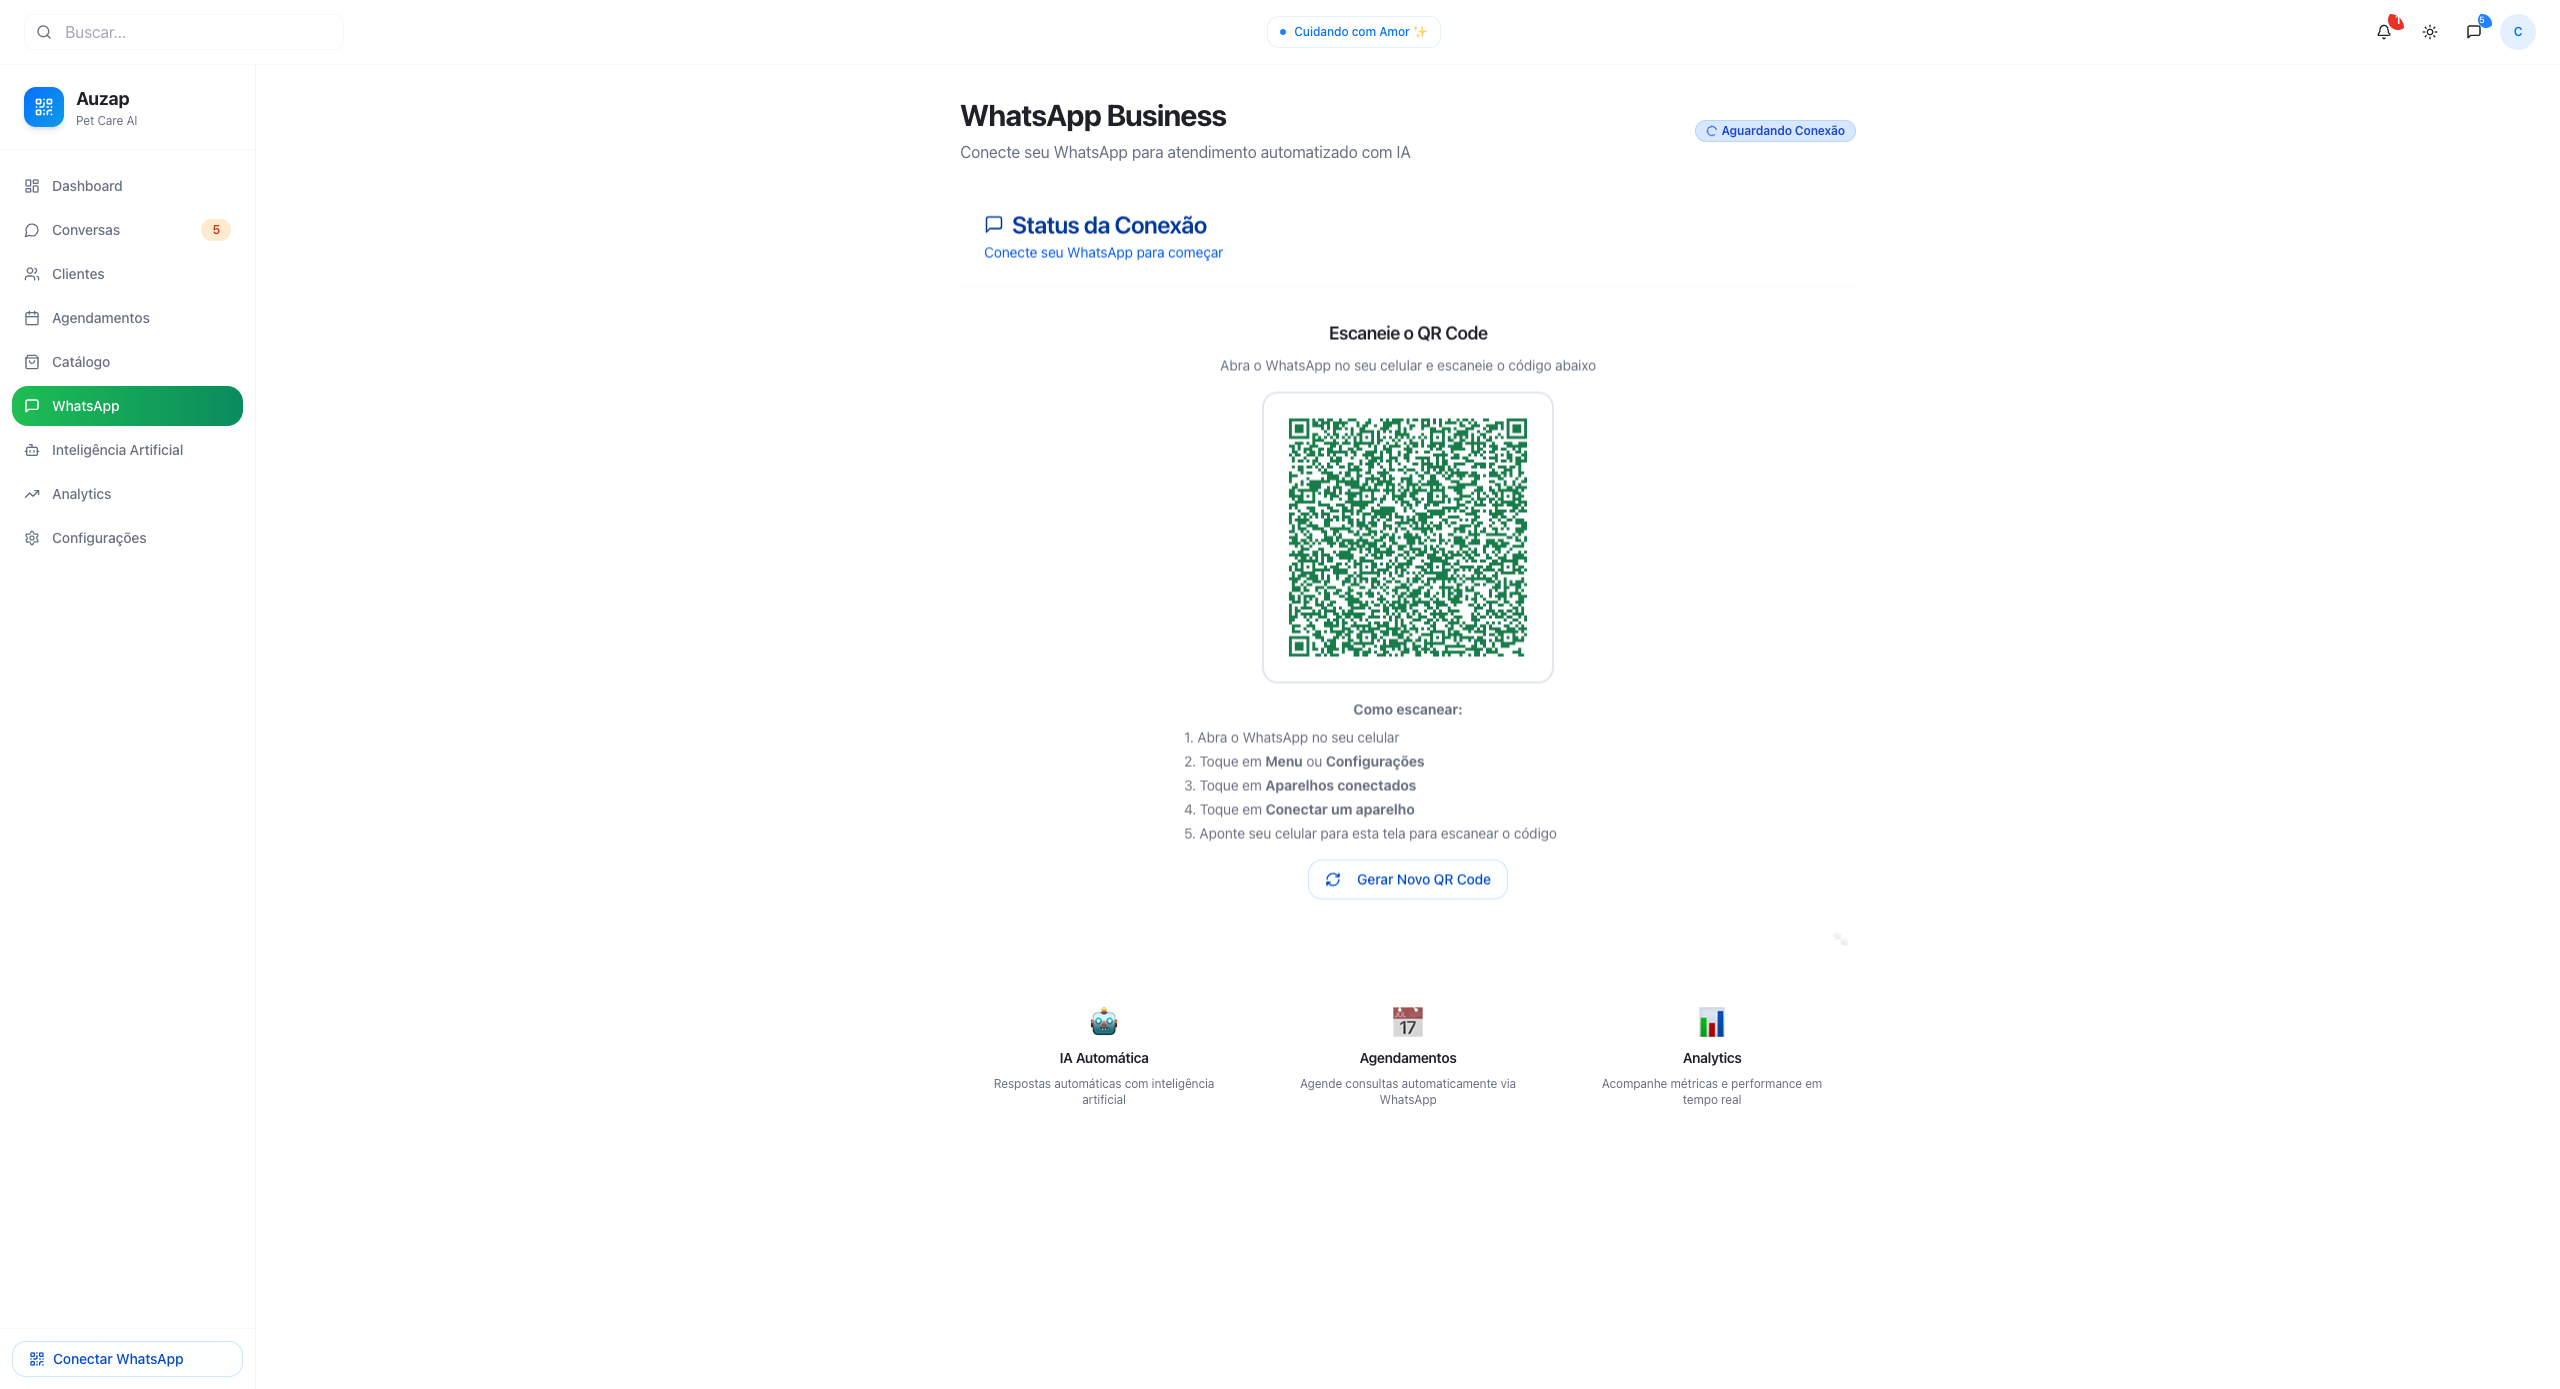 Buscar...
Cuidando com Amor ✨
1
5
C
Auzap
Pet Care AI
Dashboard
Conversas
5
Clientes
Agendamentos
Catálogo
WhatsApp
Inteligência Artificial
Analytics
Configurações
Conectar WhatsApp
WhatsApp Business
Conecte seu WhatsApp para atendimento automatizado com IA
Aguardando Conexão
Status da Conexão
Conecte seu WhatsApp para começar
Escaneie o QR Code
Abra o WhatsApp no seu celular e escaneie o código abaixo
Como escanear:
1. Abra o WhatsApp no seu celular
2. Toque em Menu ou Configurações
3. Toque em Aparelhos conectados
4. Toque em Conectar um aparelho
5. Aponte seu celular para esta tela para escanear o código
Gerar Novo QR Code
JUL
17
IA Automática
Respostas automáticas com inteligência
artificial
Agendamentos
Agende consultas automaticamente via
WhatsApp
Analytics
Acompanhe métricas e performance em
tempo real